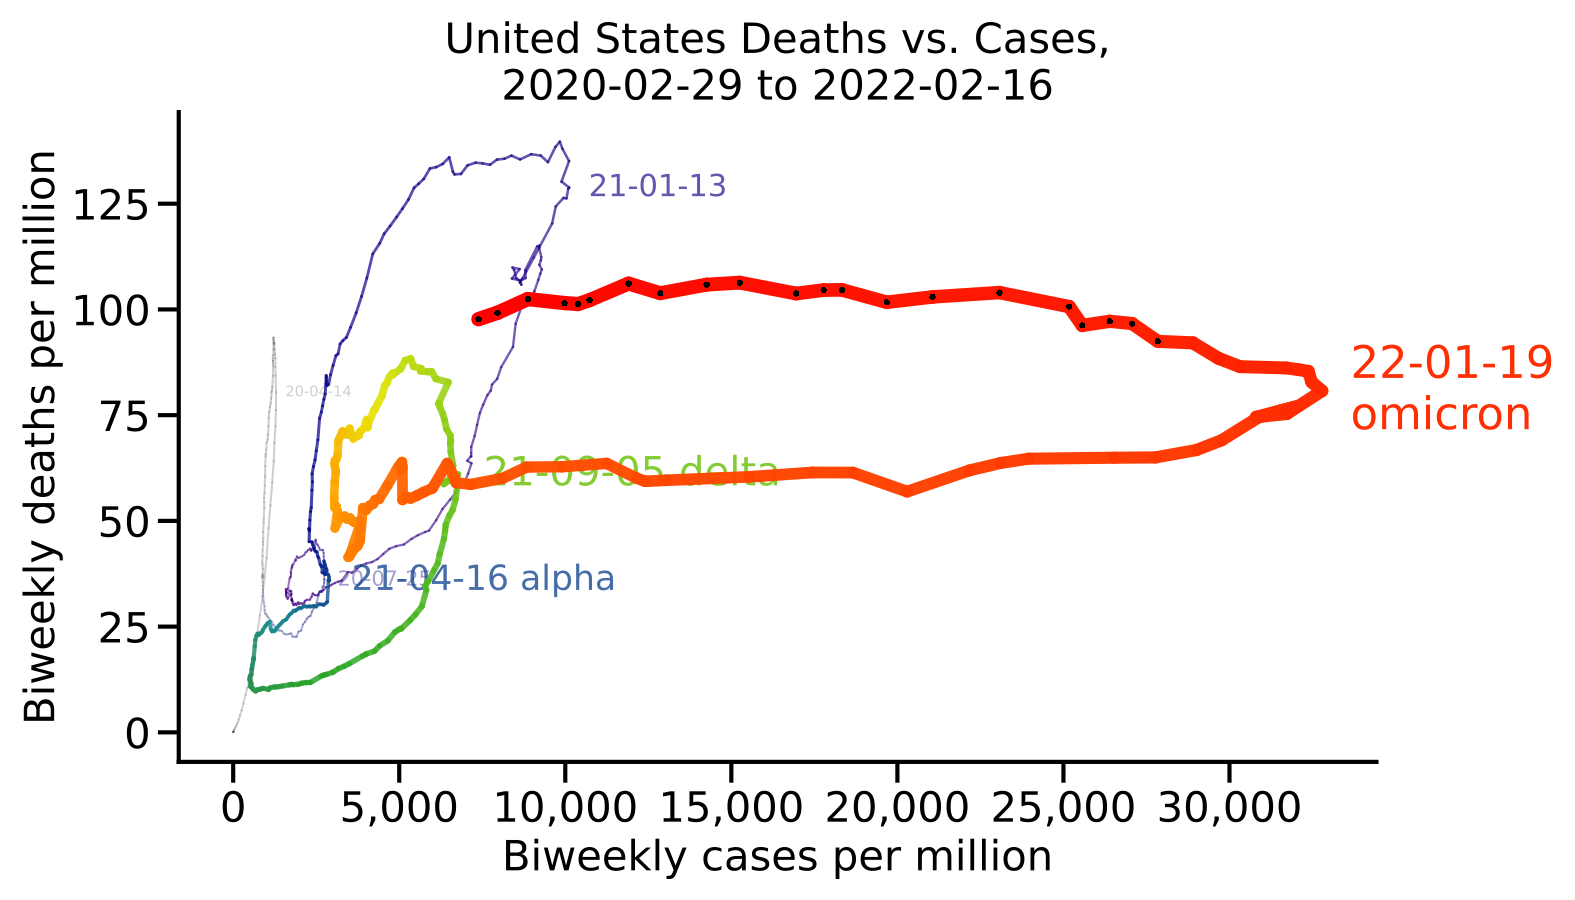 United States Deaths vs. Cases,
2020-02-29 to 2022-02-16
Biweekly deaths per million
125
100
75
50
25
0
21-01-13
20-04-14
22-01-19
omicron
21-09-05 delta
20-07-25
21-04-16 alpha
0
5,000
10,000
15,000
20,000
25,000
30,000
Biweekly cases per million